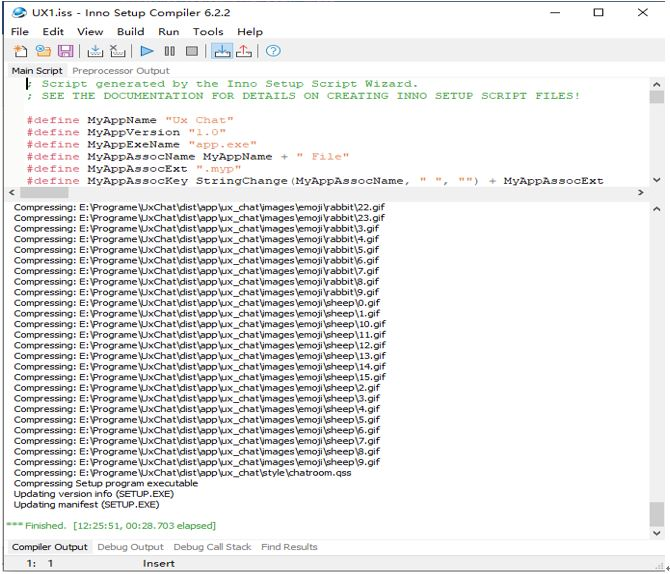 UX1.iss - Inno Setup Compiler 6.2.2
File Edit View Build Run Tools Help
Main Script Preprocessor Output
; Script generated by the Inno Setup Script Wizard.
; SEE THE DOCUMENTATION FOR DETAILS ON CREATING INNO SETUP SCRIPT FILES!
#define MyAppName "Ux Chat"
#define MyAppVersion "1.0"
#define MyAppExeName "app.exe"
#define MyAppAssocName MyAppName + " File"
#define MyAppAssocExt ".myp"
#define MyAppAssocKey StringChange(MyAppAssocName, " ", "") + MyAppAssocExt
Compressing: E:\Programe\UxChat\dist\app\ux_chat\images\emoji\rabbit\22.gif
Compressing: E:\Programe\UxChat\dist\app\ux_chat\images\emoji\rabbit\23.gif
Compressing: E:\Programe\UxChat\dist\app\ux_chat\images\emoji\rabbit\3.gif
Compressing: E:\Programe\UxChat\dist\app\ux_chat\images\emoji\rabbit\4.gif
Compressing: E:\Programe\UxChat\dist\app\ux_chat\images\emoji\rabbit\5.gif
Compressing: E:\Programe\UxChat\dist\app\ux_chat\images\emoji\rabbit\6.gif
Compressing: E:\Programe\UxChat\dist\app\ux_chat\images\emoji\rabbit\7.gif
Compressing: E:\Programe\UxChat\dist\app\ux_chat\images\emoji\rabbit\8.gif
Compressing: E:\Programe\UxChat\dist\app\ux_chat\images\emoji\rabbit\9.gif
Compressing: E:\Programe\UxChat\dist\app\ux_chat\images\emoji\sheep\0.gif
Compressing: E:\Programe\UxChat\dist\app\ux_chat\images\emoji\sheep\1.gif
Compressing: E:\Programe\UxChat\dist\app\ux_chat\images\emoji\sheep\10.gif
Compressing: E:\Programe\UxChat\dist\app\ux_chat\images\emoji\sheep\11.gif
Compressing: E:\Programe\UxChat\dist\app\ux_chat\images\emoji\sheep\12.gif
Compressing: E:\Programe\UxChat\dist\app\ux_chat\images\emoji\sheep\13.gif
Compressing: E:\Programe\UxChat\dist\app\ux_chat\images\emoji\sheep\14.gif
Compressing: E:\Programe\UxChat\dist\app\ux_chat\images\emoji\sheep\15.gif
Compressing: E:\Programe\UxChat\dist\app\ux_chat\images\emoji\sheep\2.gif
Compressing: E:\Programe\UxChat\dist\app\ux_chat\images\emoji\sheep\3.gif
Compressing: E:\Programe\UxChat\dist\app\ux_chat\images\emoji\sheep\4.gif
Compressing: E:\Programe\UxChat\dist\app\ux_chat\images\emoji\sheep\5.gif
Compressing: E:\Programe\UxChat\dist\app\ux_chat\images\emoji\sheep\6.gif
Compressing: E:\Programe\UxChat\dist\app\ux_chat\images\emoji\sheep\7.gif
Compressing: E:\Programe\UxChat\dist\app\ux_chat\images\emoji\sheep\8.gif
Compressing: E:\Programe\UxChat\dist\app\ux_chat\images\emoji\sheep\9.gif
Compressing: E:\Programe\UxChat\dist\app\ux_chat\style\chatroom.qss
Compressing Setup program executable
Updating version info (SETUP.EXE)
Updating manifest (SETUP.EXE)
*** Finished. [12:25:51, 00:28.703 elapsed]
Compiler Output Debug Output Debug Call Stack Find Results
1: 1 Insert